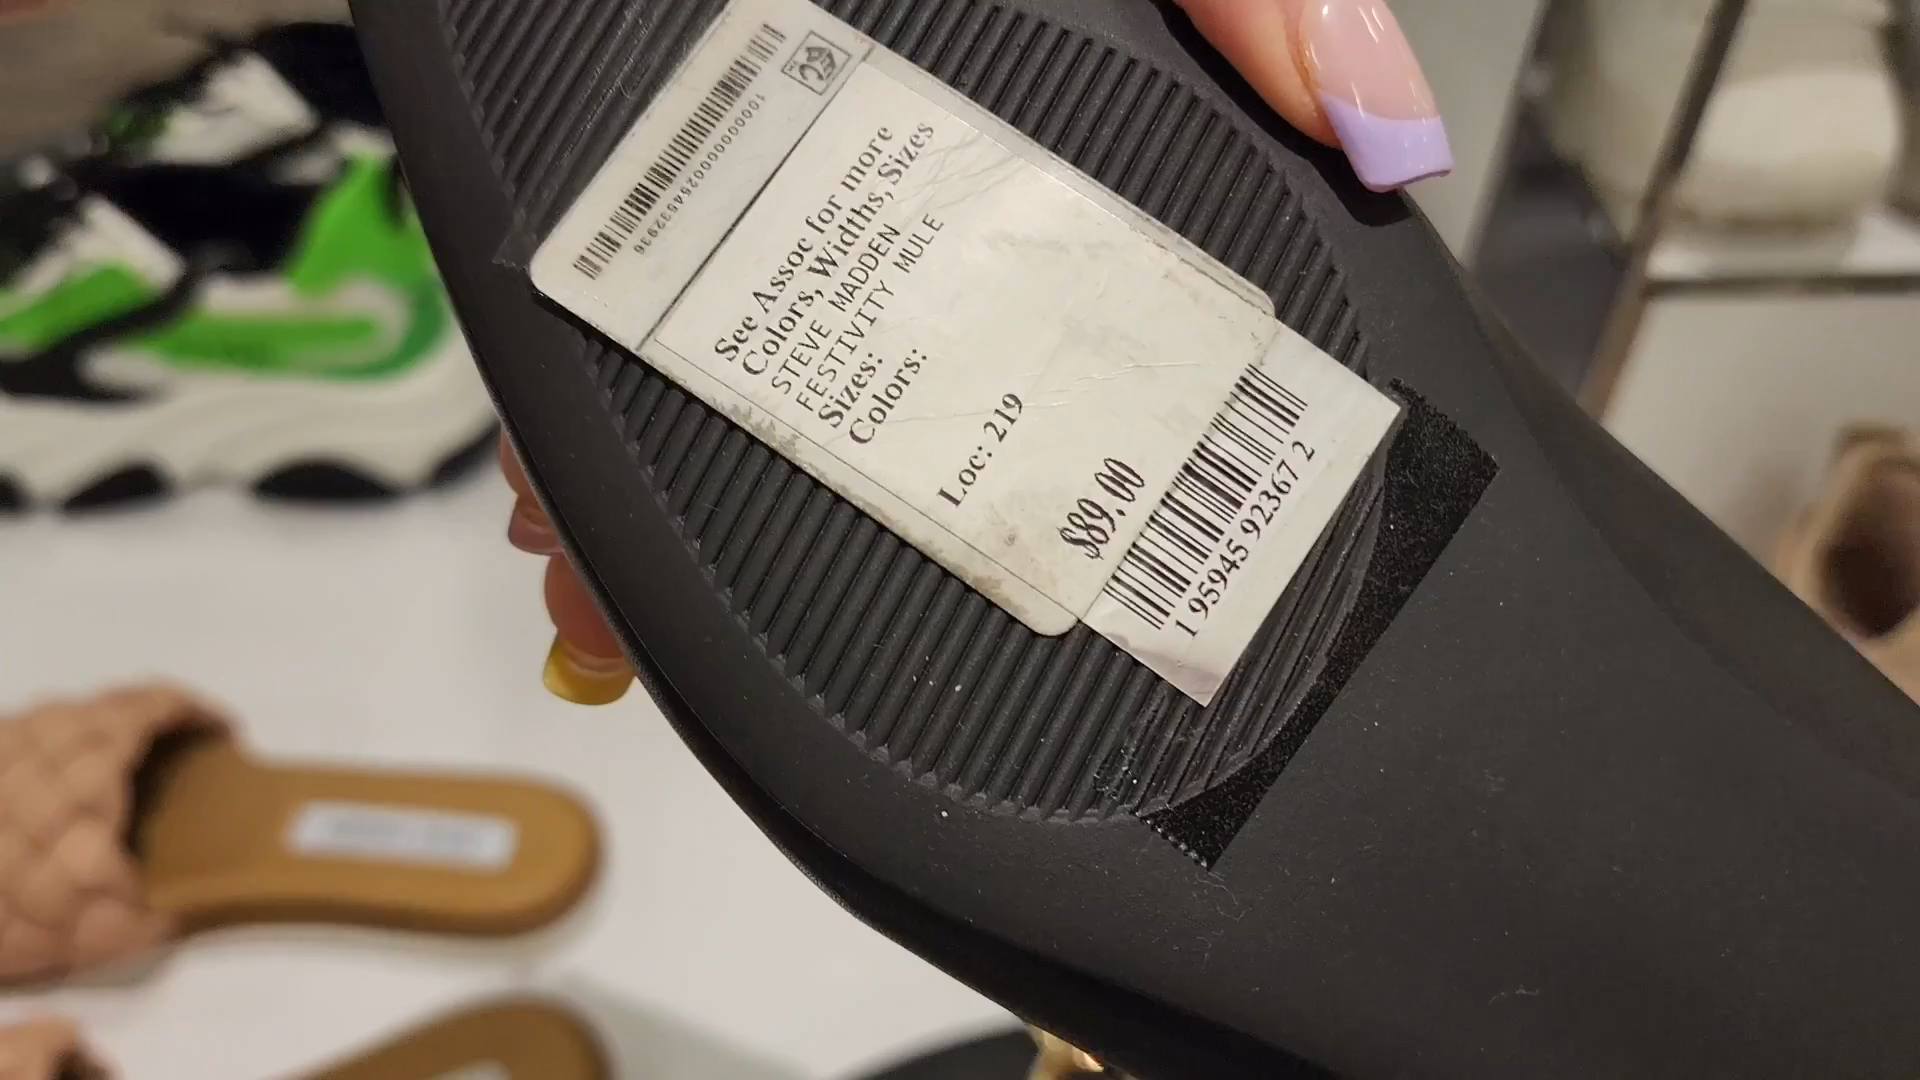 10000000000254532936
See Assoc for more
Colors, Widths, Sizes
STEVE MADDEN
FESTIVITY MULE
Sizes:
Colors:
Loc: 219
$89.00
1 95945 92367 2